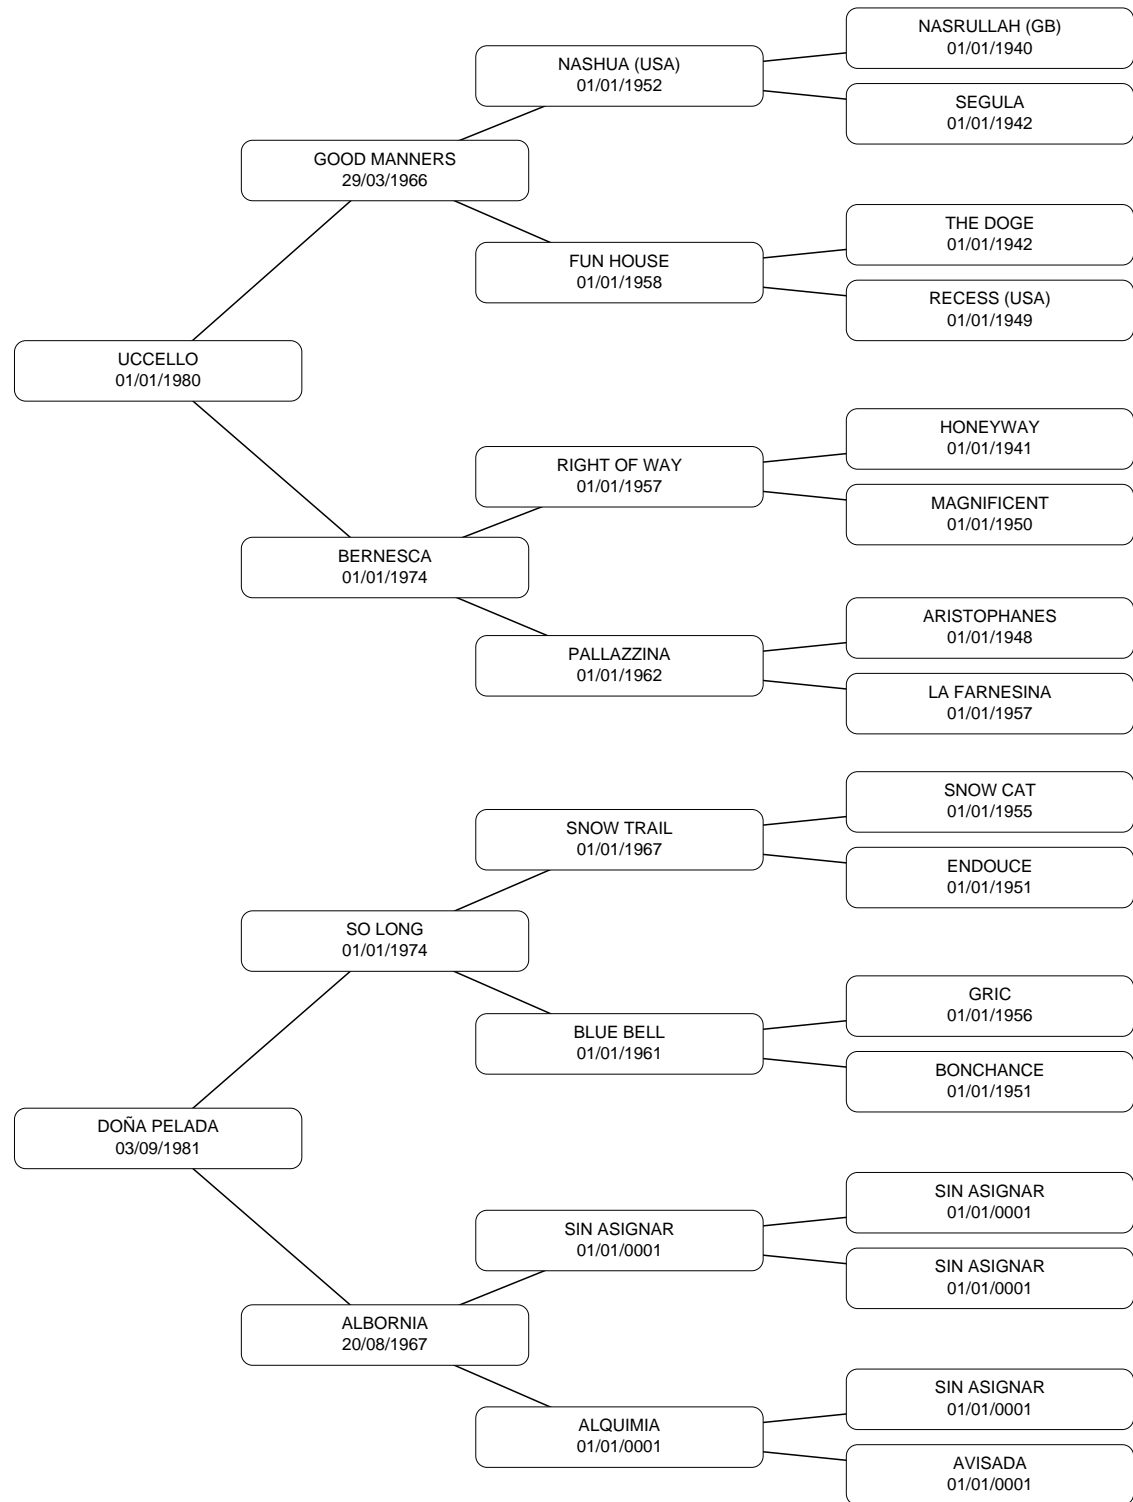 NASRULLAH (GB)
01/01/1940
NASHUA (USA)
01/01/1952
SEGULA
01/01/1942
GOOD MANNERS
29/03/1966
THE DOGE
01/01/1942
FUN HOUSE
01/01/1958
RECESS (USA)
01/01/1949
UCCELLO
01/01/1980
HONEYWAY
01/01/1941
RIGHT OF WAY
01/01/1957
MAGNIFICENT
01/01/1950
BERNESCA
01/01/1974
ARISTOPHANES
01/01/1948
PALLAZZINA
01/01/1962
LA FARNESINA
01/01/1957
SNOW CAT
01/01/1955
SNOW TRAIL
01/01/1967
ENDOUCE
01/01/1951
SO LONG
01/01/1974
GRIC
01/01/1956
BLUE BELL
01/01/1961
BONCHANCE
01/01/1951
DOÑA PELADA
03/09/1981
SIN ASIGNAR
01/01/0001
SIN ASIGNAR
01/01/0001
SIN ASIGNAR
01/01/0001
ALBORNIA
20/08/1967
SIN ASIGNAR
01/01/0001
ALQUIMIA
01/01/0001
AVISADA
01/01/0001